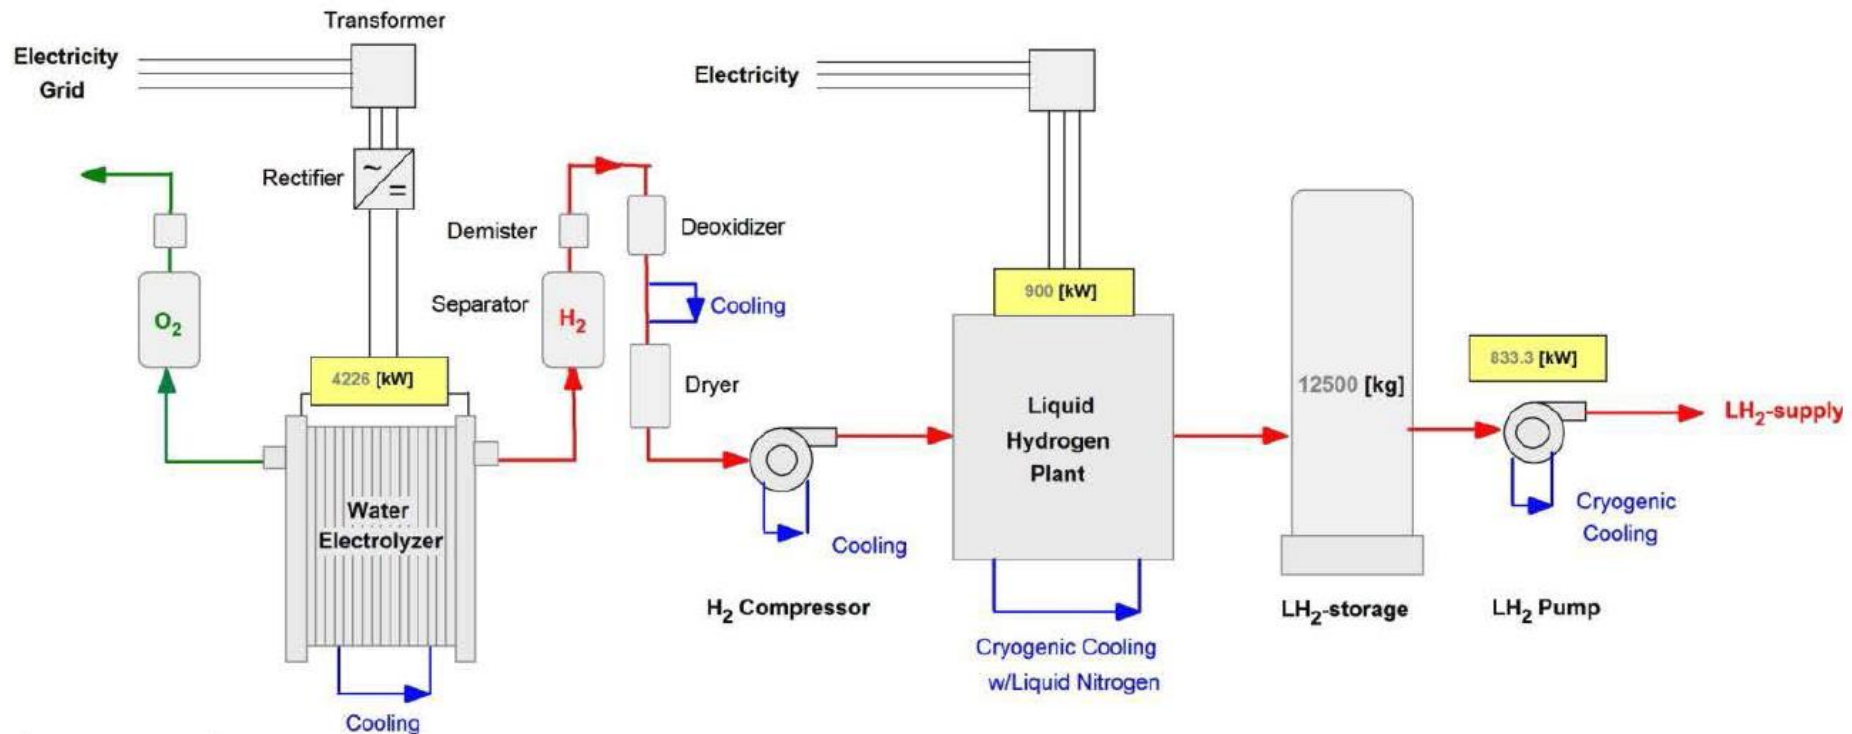 Transformer
Electricity
Grid
Electricity
Rectifier
~
=
Demister
Deoxidizer
Separator
O2
H2
Cooling
900 [kW]
4226 [kW]
Dryer
833.3 [kW]
12500 [kg]
Liquid
Hydrogen
Plant
LH2-supply
Water
Electrolyzer
Cooling
Cryogenic
Cooling
H2 Compressor
LH2-storage
LH2 Pump
Cryogenic Cooling
w/Liquid Nitrogen
Cooling